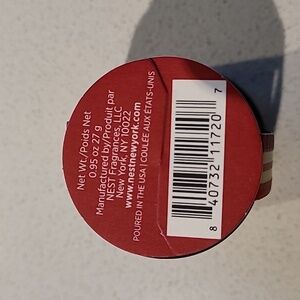 Net Wt./Poids Net
0.95 oz 27 g
Manufactured by/Produit par
NEST Fragrances, LLC
New York, NY 10022
www.nestnewyork.com
POURED IN THE USA | COULÉE AUX ÉTATS-UNIS
8 40732 11720 7